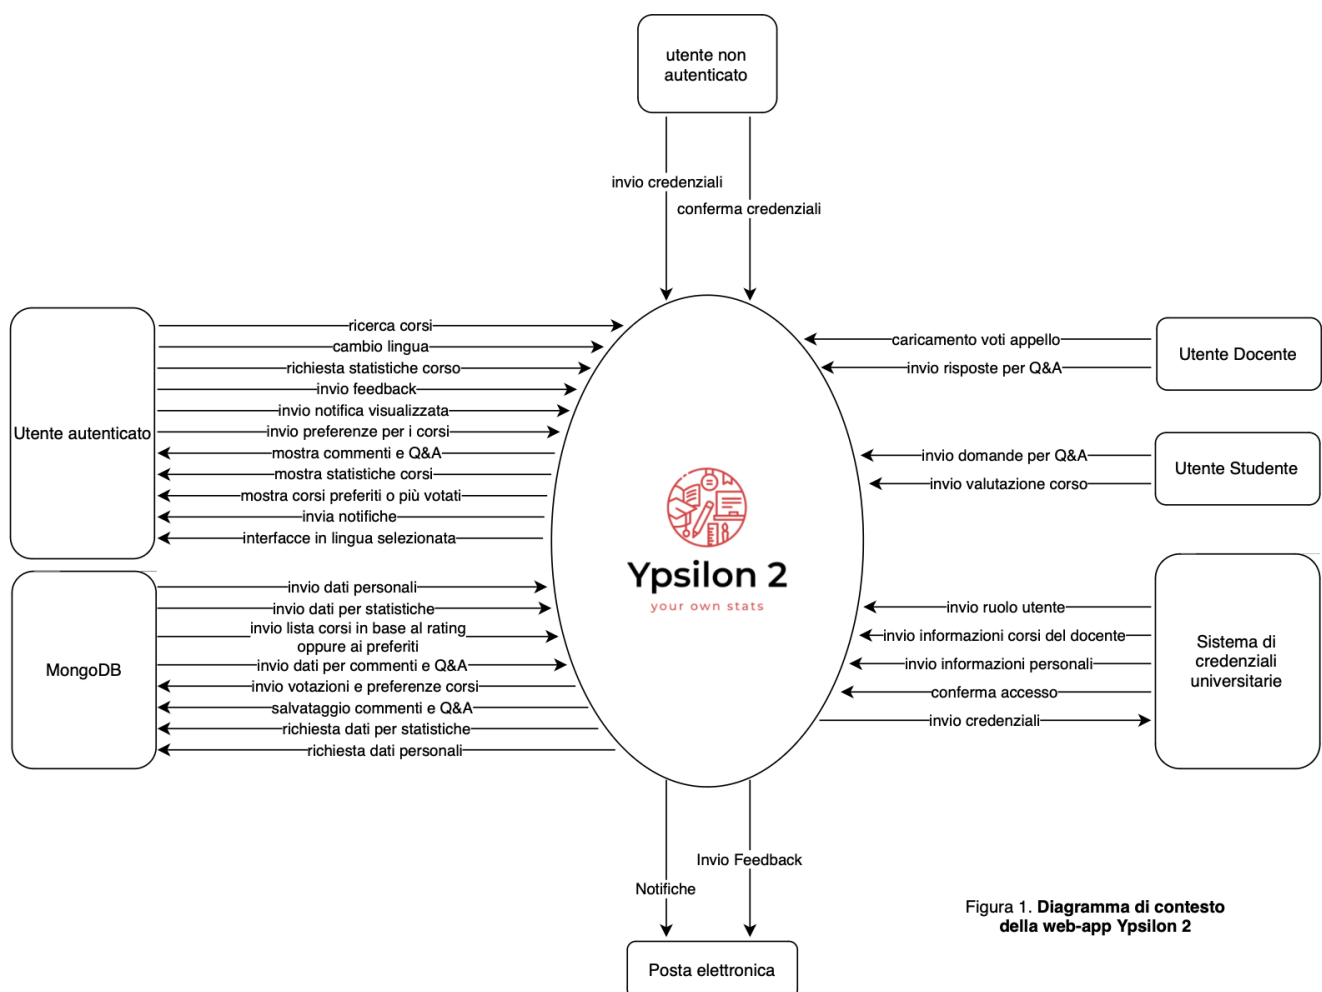 utente non
autenticato
invio credenziali
conferma credenziali
Utente autenticato
ricerca corsi
cambio lingua
richiesta statistiche corso
invio feedback
invio notifica visualizzata
invio preferenze per i corsi
mostra commenti e Q&A
mostra statistiche corsi
mostra corsi preferiti o più votati
invia notifiche
interfacce in lingua selezionata
MongoDB
invio dati personali
invio dati per statistiche
invio lista corsi in base al rating
oppure ai preferiti
invio dati per commenti e Q&A
invio votazioni e preferenze corsi
salvataggio commenti e Q&A
richiesta dati per statistiche
richiesta dati personali
Ypsilon 2
your own stats
caricamento voti appello
invio risposte per Q&A
Utente Docente
invio domande per Q&A
invio valutazione corso
Utente Studente
invio ruolo utente
invio informazioni corsi del docente
invio informazioni personali
conferma accesso
invio credenziali
Sistema di
credenziali
universitarie
Invio Feedback
Notifiche
Posta elettronica
Figura 1. Diagramma di contesto
della web-app Ypsilon 2